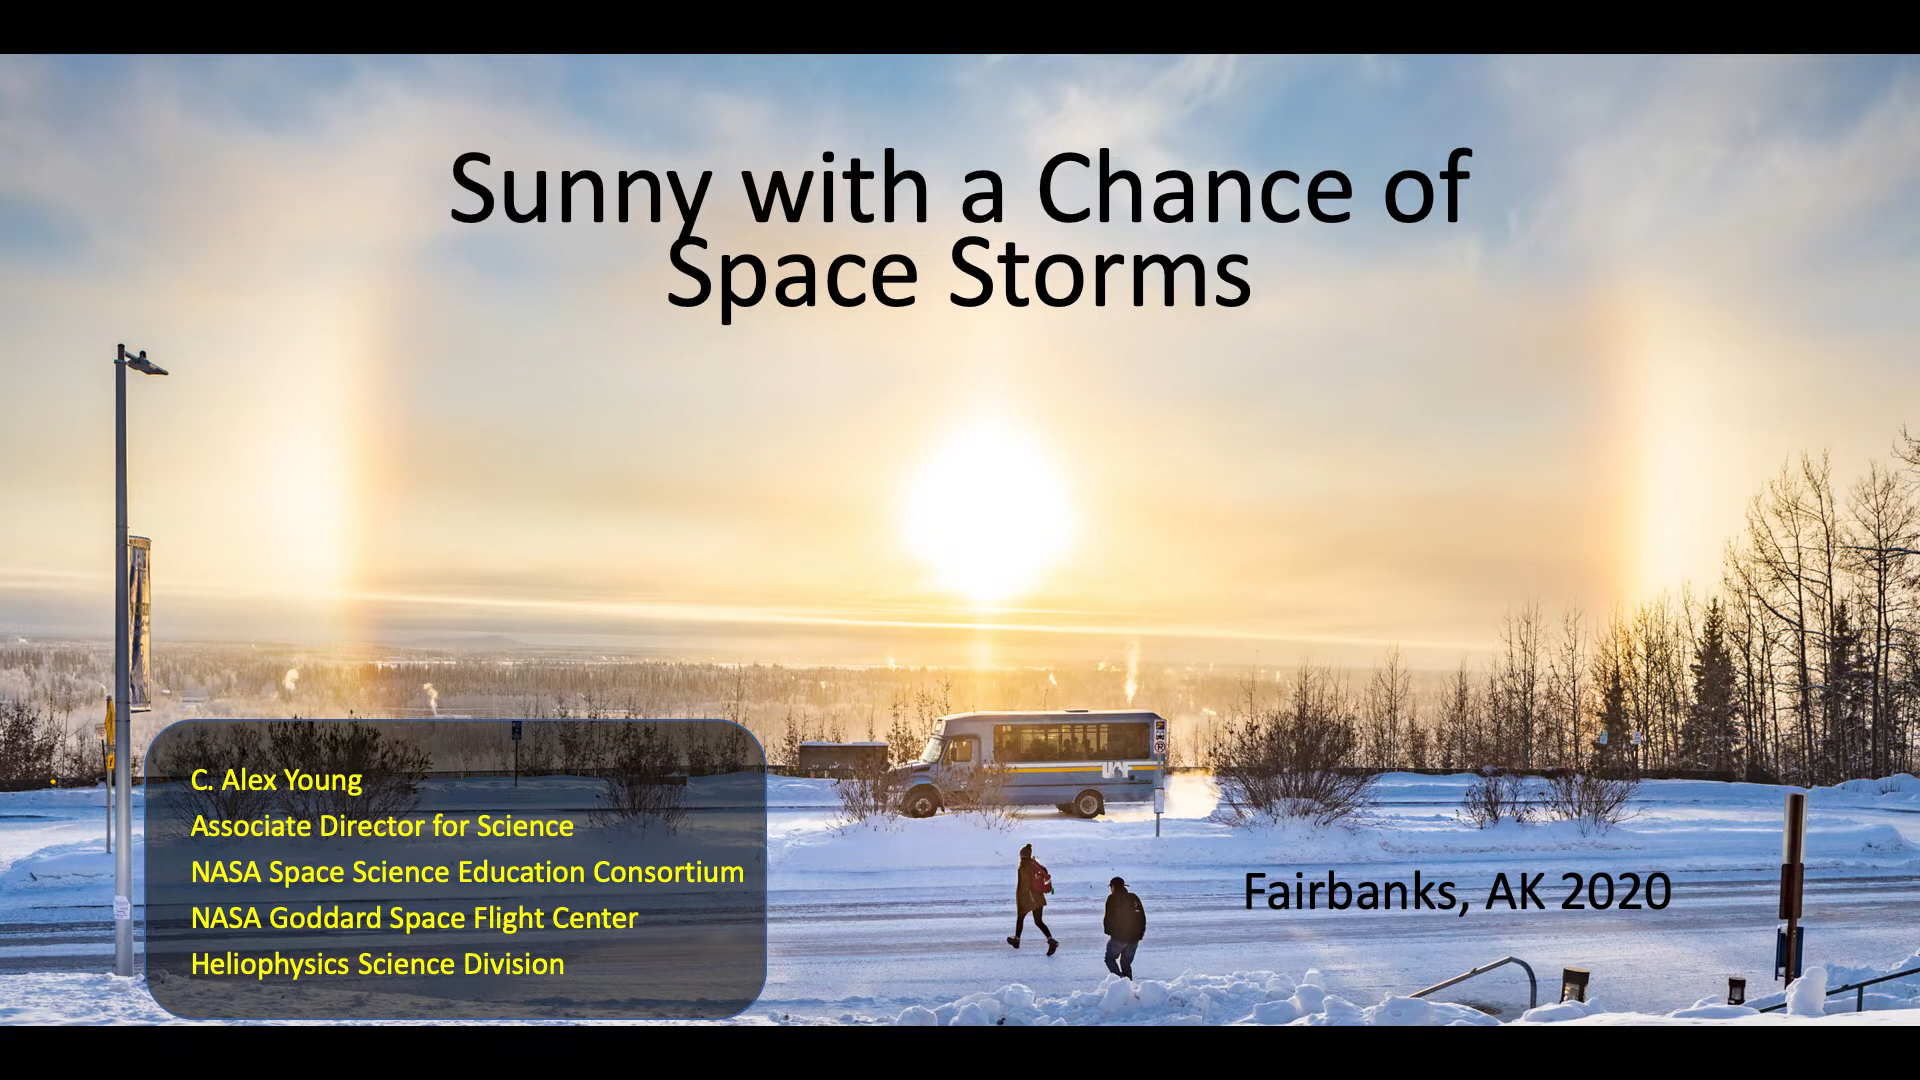 Sunny with a Chance of
Space Storms
C. Alex Young
Associate Director for Science
NASA Space Science Education Consortium
NASA Goddard Space Flight Center
Heliophysics Science Division
UAF
Fairbanks, AK 2020